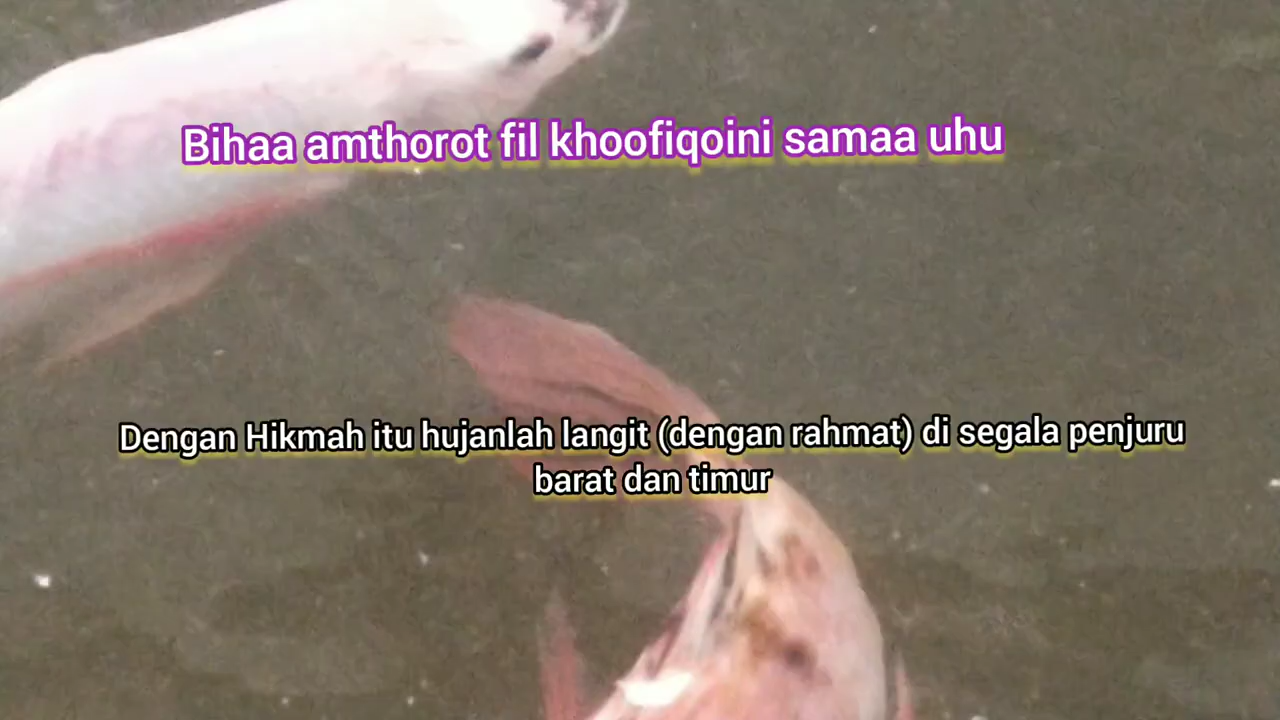 Bihaa amthorot fil khoofiqoini samaa uhu
Dengan Hikmah itu hujanlah langit (dengan rahmat) di segala penjuru
barat dan timur